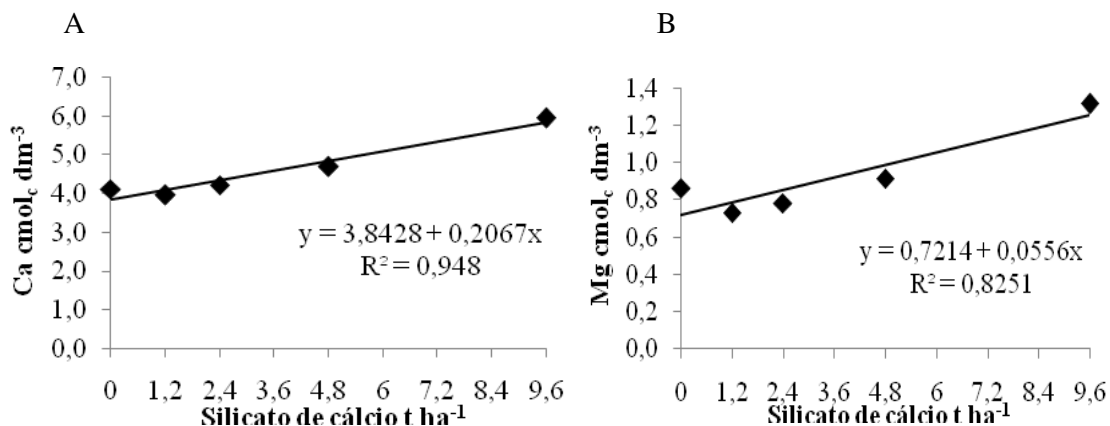 A
Ca cmolc dm-3
7,0
6,0
5,0
4,0
3,0
2,0
1,0
0,0
y = 3,8428 + 0,2067x
R² = 0,948
0 1,2 2,4 3,6 4,8 6 7,2 8,4 9,6
Silicato de cálcio t ha-1
B
Mg cmolc dm-3
1,4
1,2
1,0
0,8
0,6
0,4
0,2
0,0
y = 0,7214 + 0,0556x
R² = 0,8251
0 1,2 2,4 3,6 4,8 6 7,2 8,4 9,6
Silicato de cálcio t ha-1